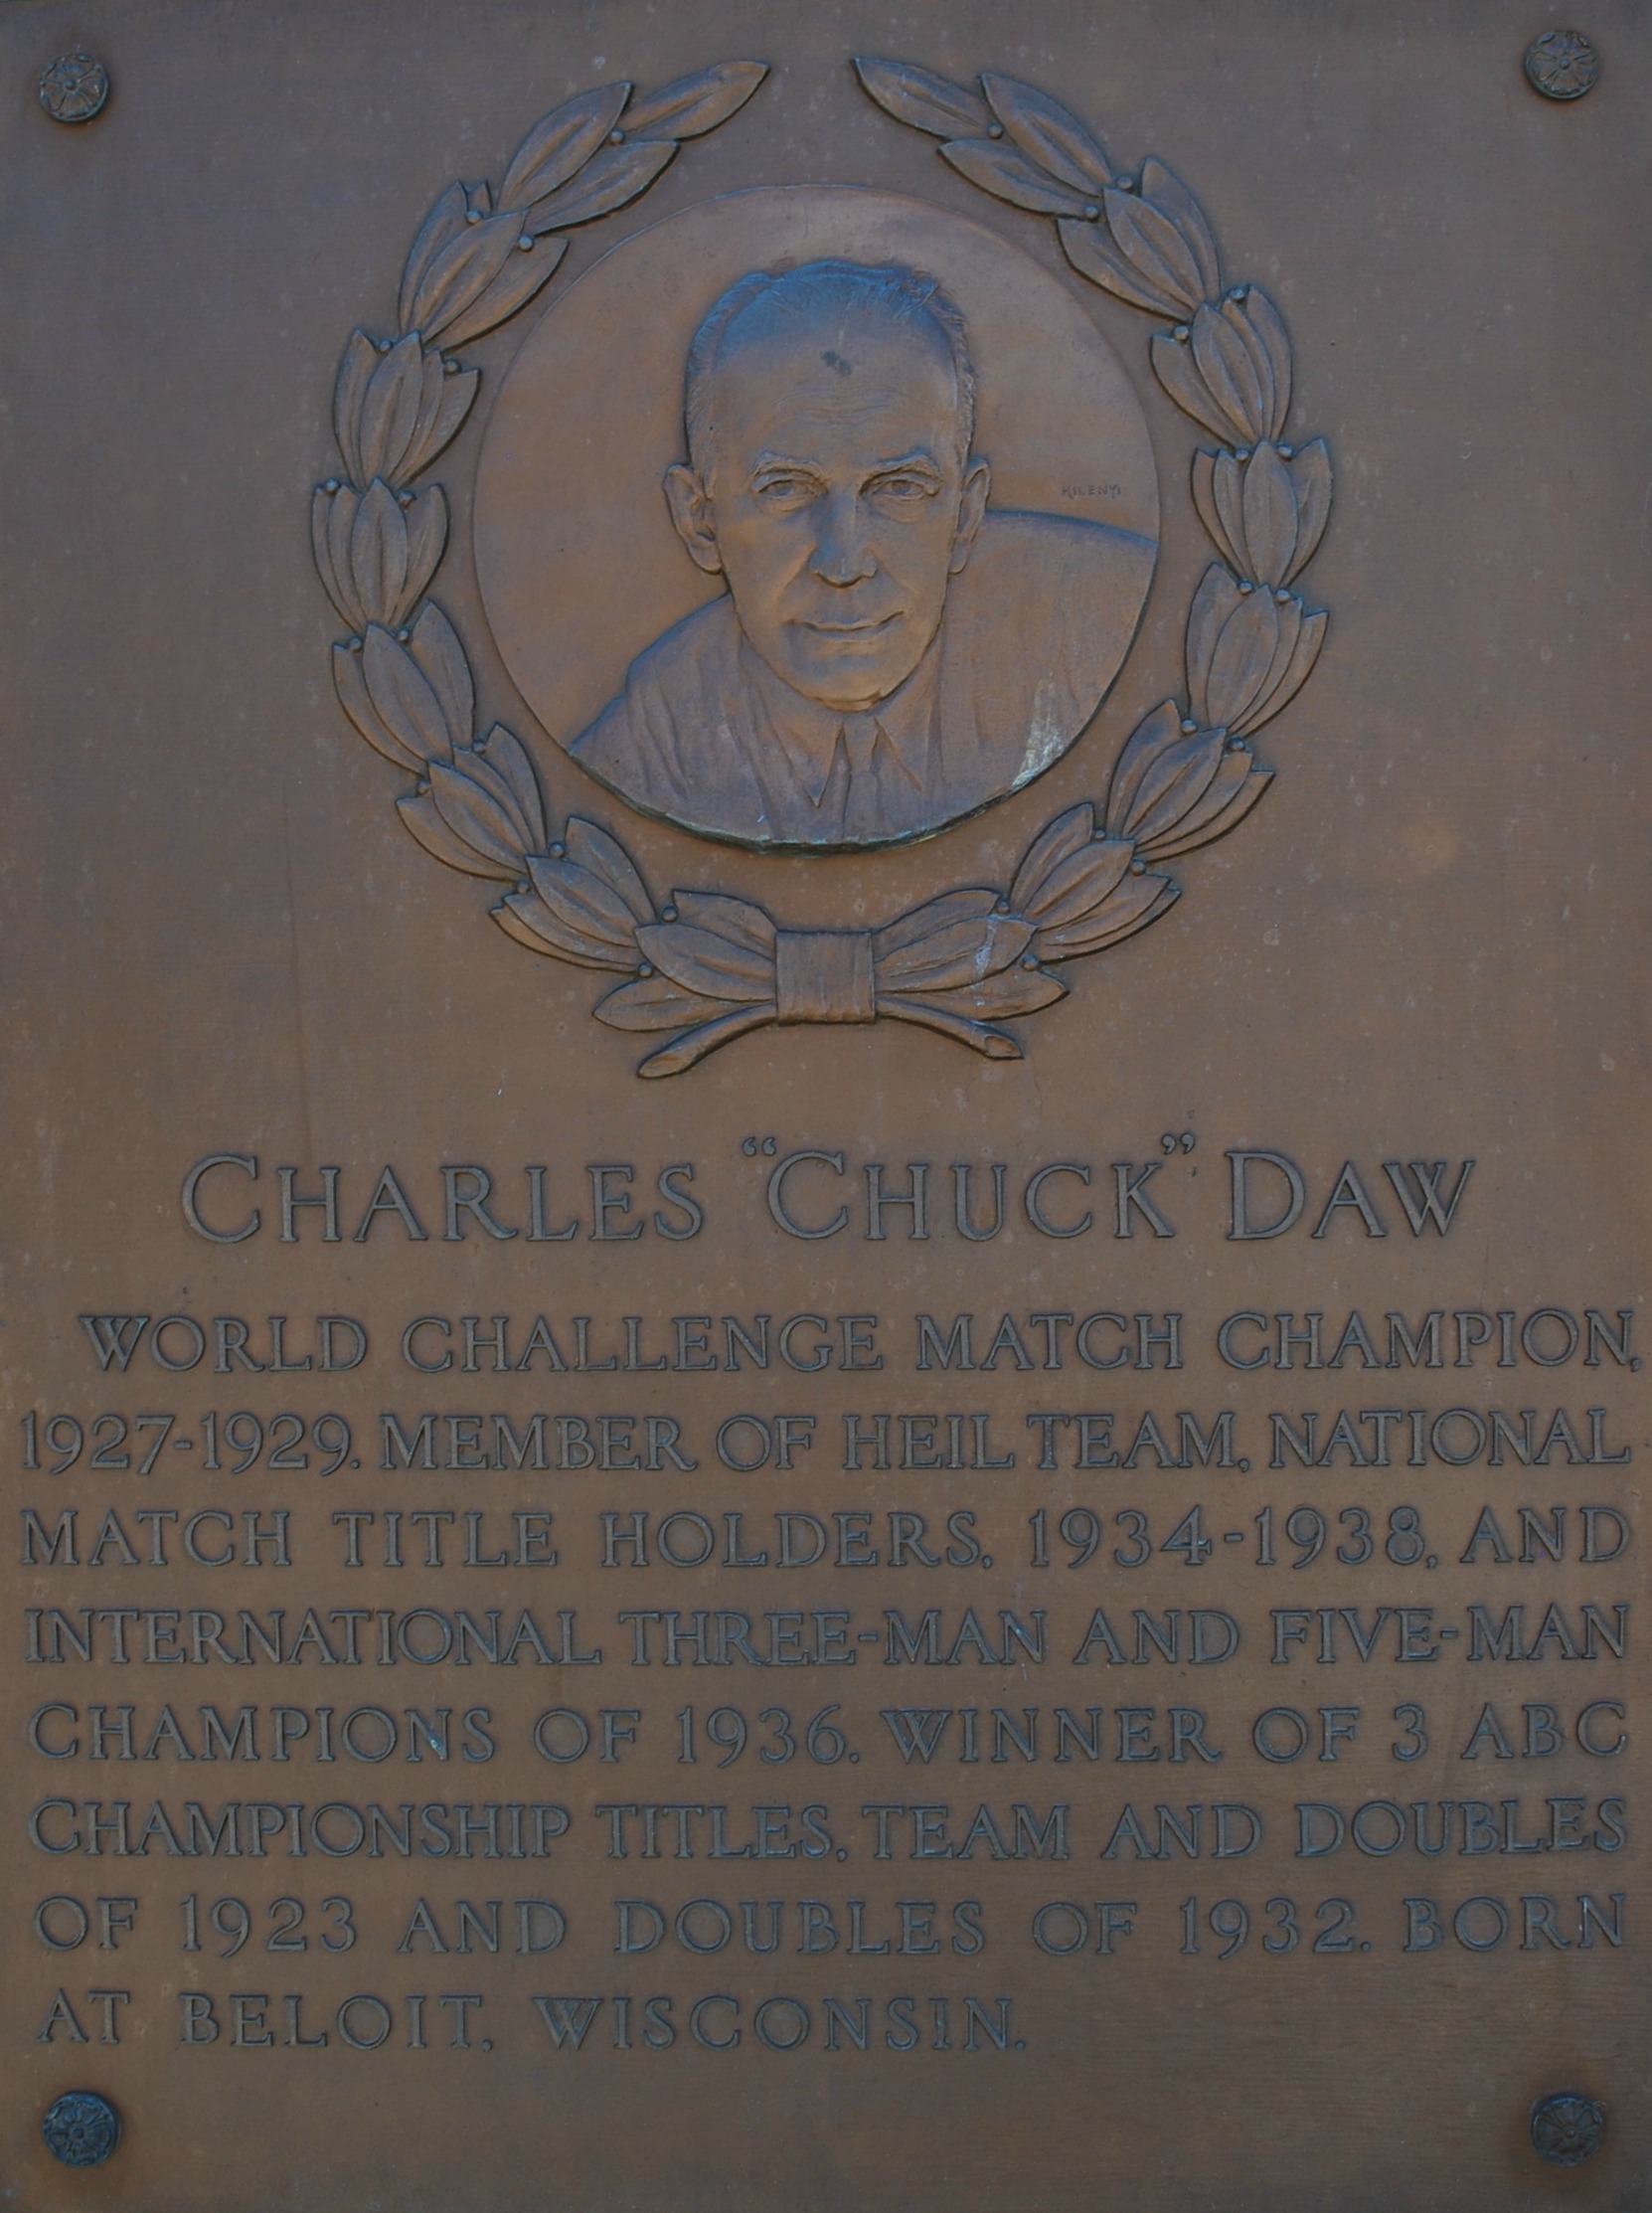 KILENYI
CHARLES “CHUCK” DAW
WORLD CHALLENGE MATCH CHAMPION,
1927-1929. MEMBER OF HEIL TEAM, NATIONAL
MATCH TITLE HOLDERS, 1934-1938, AND
INTERNATIONAL THREE-MAN AND FIVE-MAN
CHAMPIONS OF 1936. WINNER OF 3 ABC
CHAMPIONSHIP TITLES, TEAM AND DOUBLES
OF 1923 AND DOUBLES OF 1932. BORN
AT BELOIT, WISCONSIN.